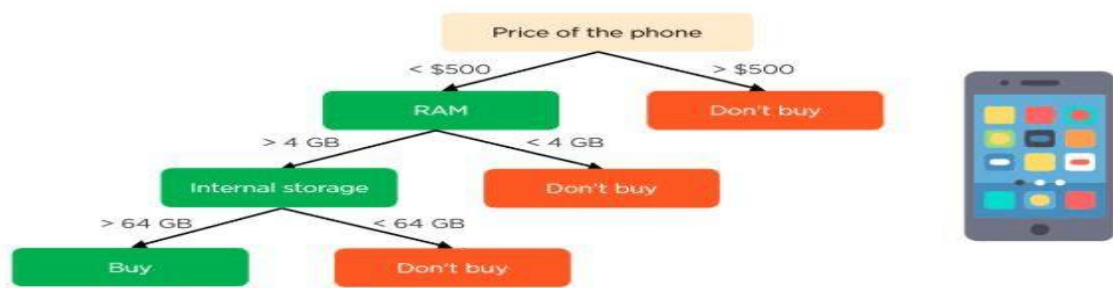 Price of the phone
< $500
> $500
RAM
Don't buy
> 4 GB
< 4 GB
Internal storage
Don't buy
> 64 GB
< 64 GB
Buy
Don't buy